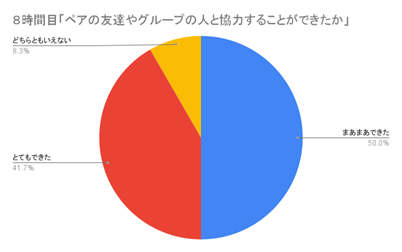 ８時間目「ペアの友達やグループの人と協力することができたか」
どちらともいえない
8.3%
まあまあできた
50.0%
とてもできた
41.7%